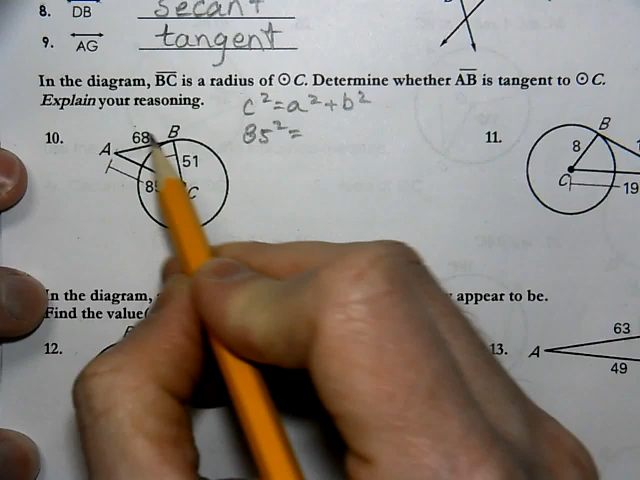 8. DB secant
9. AG tangent
In the diagram, BC is a radius of ⊙C. Determine whether AB is tangent to ⊙C.
Explain your reasoning.
c²=a²+b²
85²=
10.
68
A
B
51
8
C
11.
B
8
C
19
In the diagram,
appear to be.
Find the value(
12.
13.
A
63
49